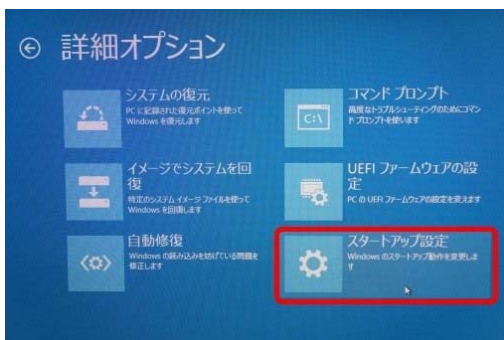 詳細オプション
システムの復元
PC に記録された復元ポイントを使って
Windows を復元します
イメージでシステムを回
復
特定のシステム イメージ ファイルを使って
Windows を回復します
自動修復
Windows の読み込みを妨げている問題を
修正します
コマンド プロンプト
高度なトラブルシューティングのためにコマン
ド プロンプトを使います
C:\
UEFI ファームウェアの設
定
PC の UEFI ファームウェアの設定を変えます
スタートアップ設定
Windows のスタートアップ動作を変更しま
す